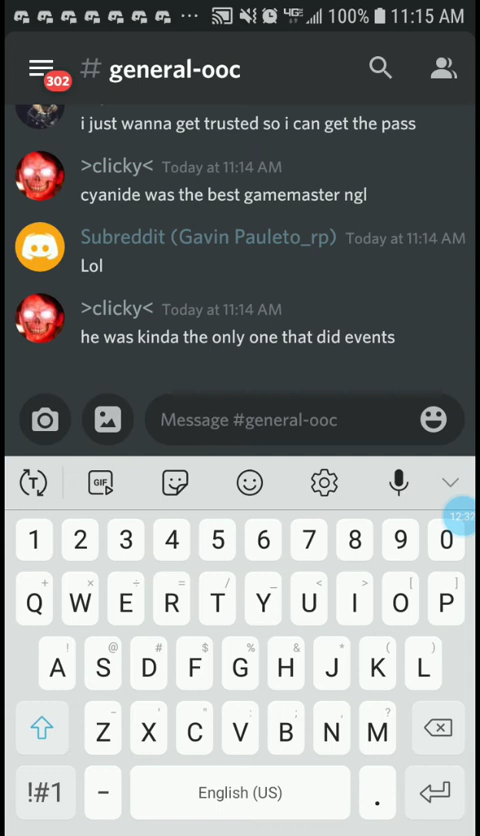 100% 11:15 AM
302
# general-ooc
i just wanna get trusted so i can get the pass
>clicky< Today at 11:14 AM
cyanide was the best gamemaster ngl
Subreddit (Gavin Pauleto_rp) Today at 11:14 AM
Lol
>clicky< Today at 11:14 AM
he was kinda the only one that did events
Message #general-ooc
T GIF
12:32
1 2 3 4 5 6 7 8 9 0
+ × ÷ = / _ < > [ ]
Q W E R T Y U I O P
! @ # $ % ^ & * ( )
A S D F G H J K L
- ' " : ; , ?
Z X C V B N M
!#1 - English (US) .